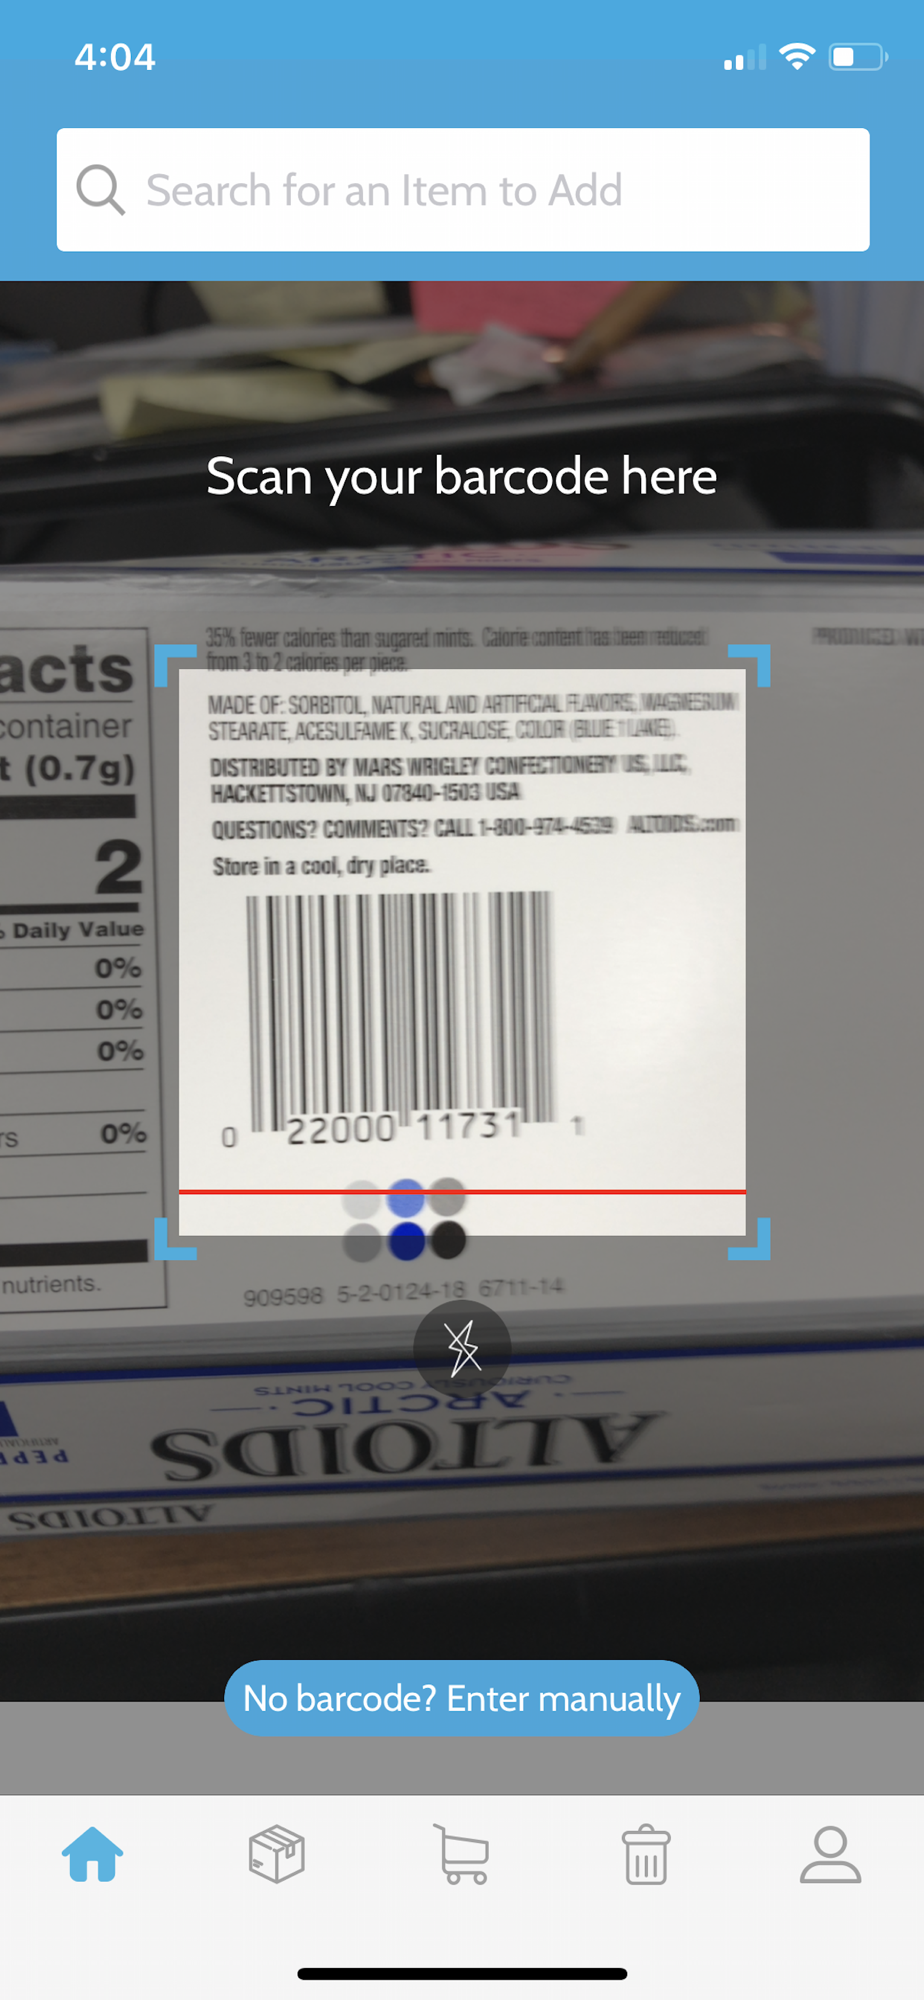 4:04
Search for an Item to Add
Scan your barcode here
35% fewer calories than sugared mints. Calorie content has been reduced
from 3 to 2 calories per piece.
MADE OF: SORBITOL, NATURAL AND ARTIFICIAL FLAVORS, MAGNESIUM
STEARATE, ACESULFAME K, SUCRALOSE, COLOR (BLUE 1 LAKE).
DISTRIBUTED BY MARS WRIGLEY CONFECTIONERY US, LLC,
HACKETTSTOWN, NJ 07840-1503 USA
QUESTIONS? COMMENTS? CALL 1-800-974-4539 ALTOIDS.com
Store in a cool, dry place.
acts
container
t (0.7g)
2
Daily Value
0%
0%
0%
rs 0%
nutrients.
0 22000 11731 1
909598 5-2-0124-18 6711-14
CURIOUSLY COOL MINTS
ARCTIC
ALTOIDS
PEPP
ALTOIDS
No barcode? Enter manually